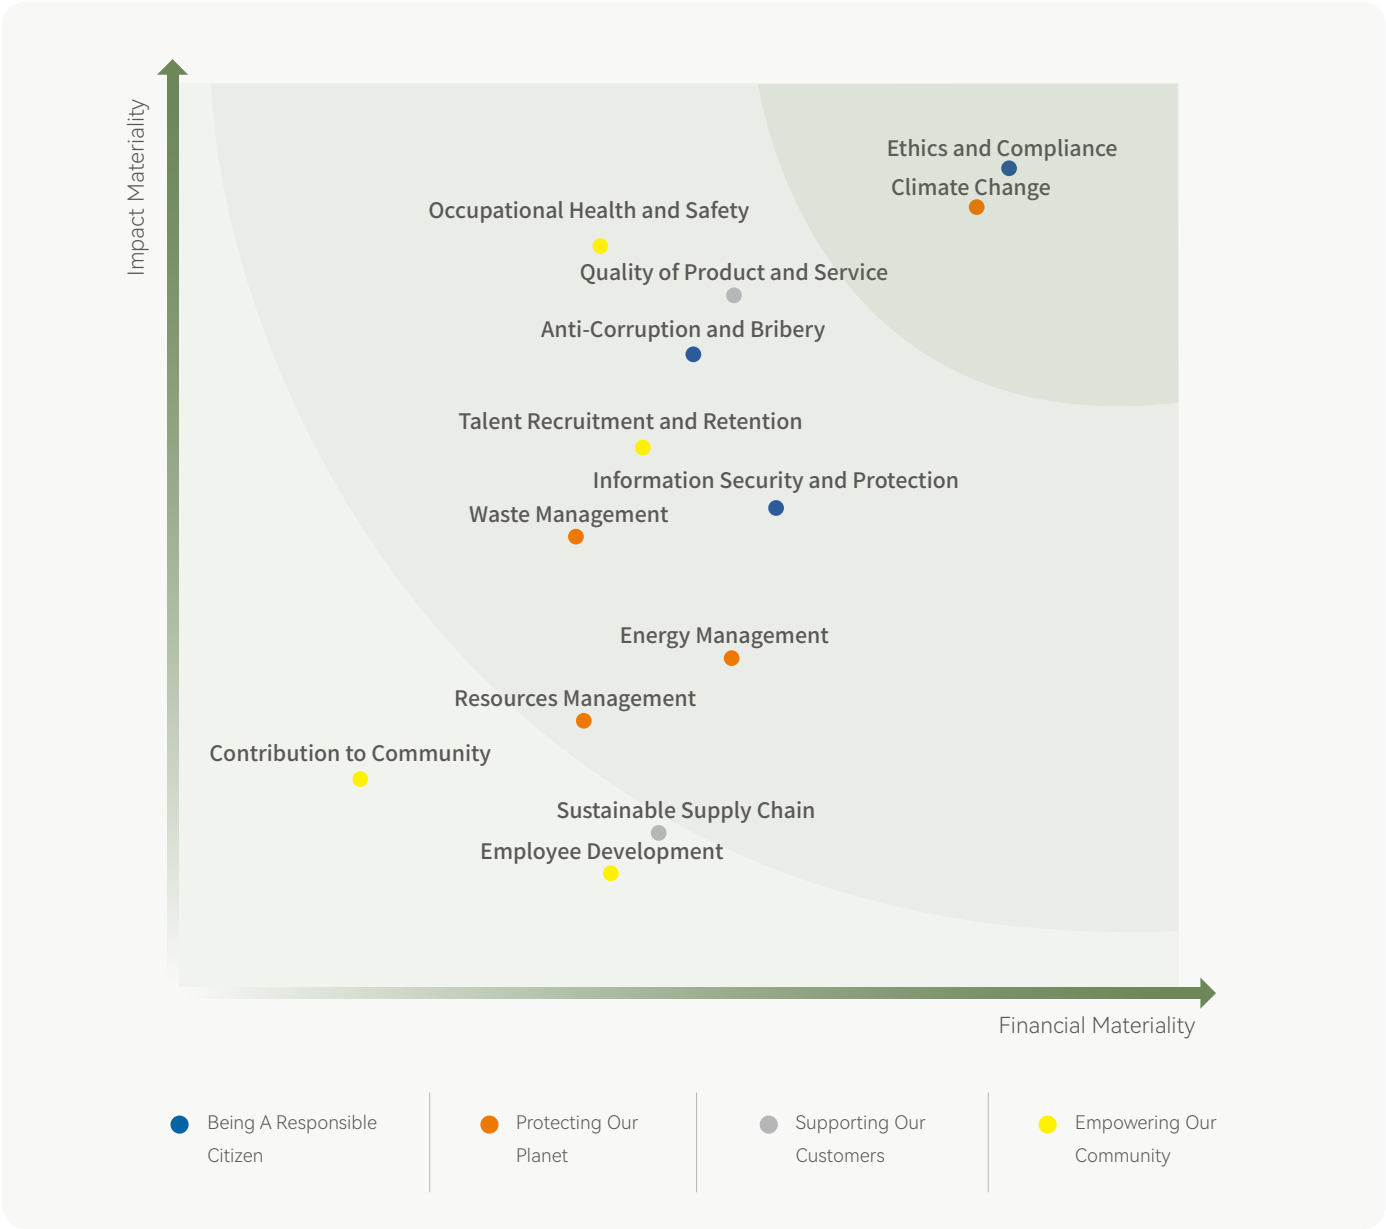 Impact Materiality
Ethics and Compliance
Climate Change
Occupational Health and Safety
Quality of Product and Service
Anti-Corruption and Bribery
Talent Recruitment and Retention
Information Security and Protection
Waste Management
Energy Management
Resources Management
Contribution to Community
Sustainable Supply Chain
Employee Development
Financial Materiality
Being A Responsible
Citizen
Protecting Our
Planet
Supporting Our
Customers
Empowering Our
Community